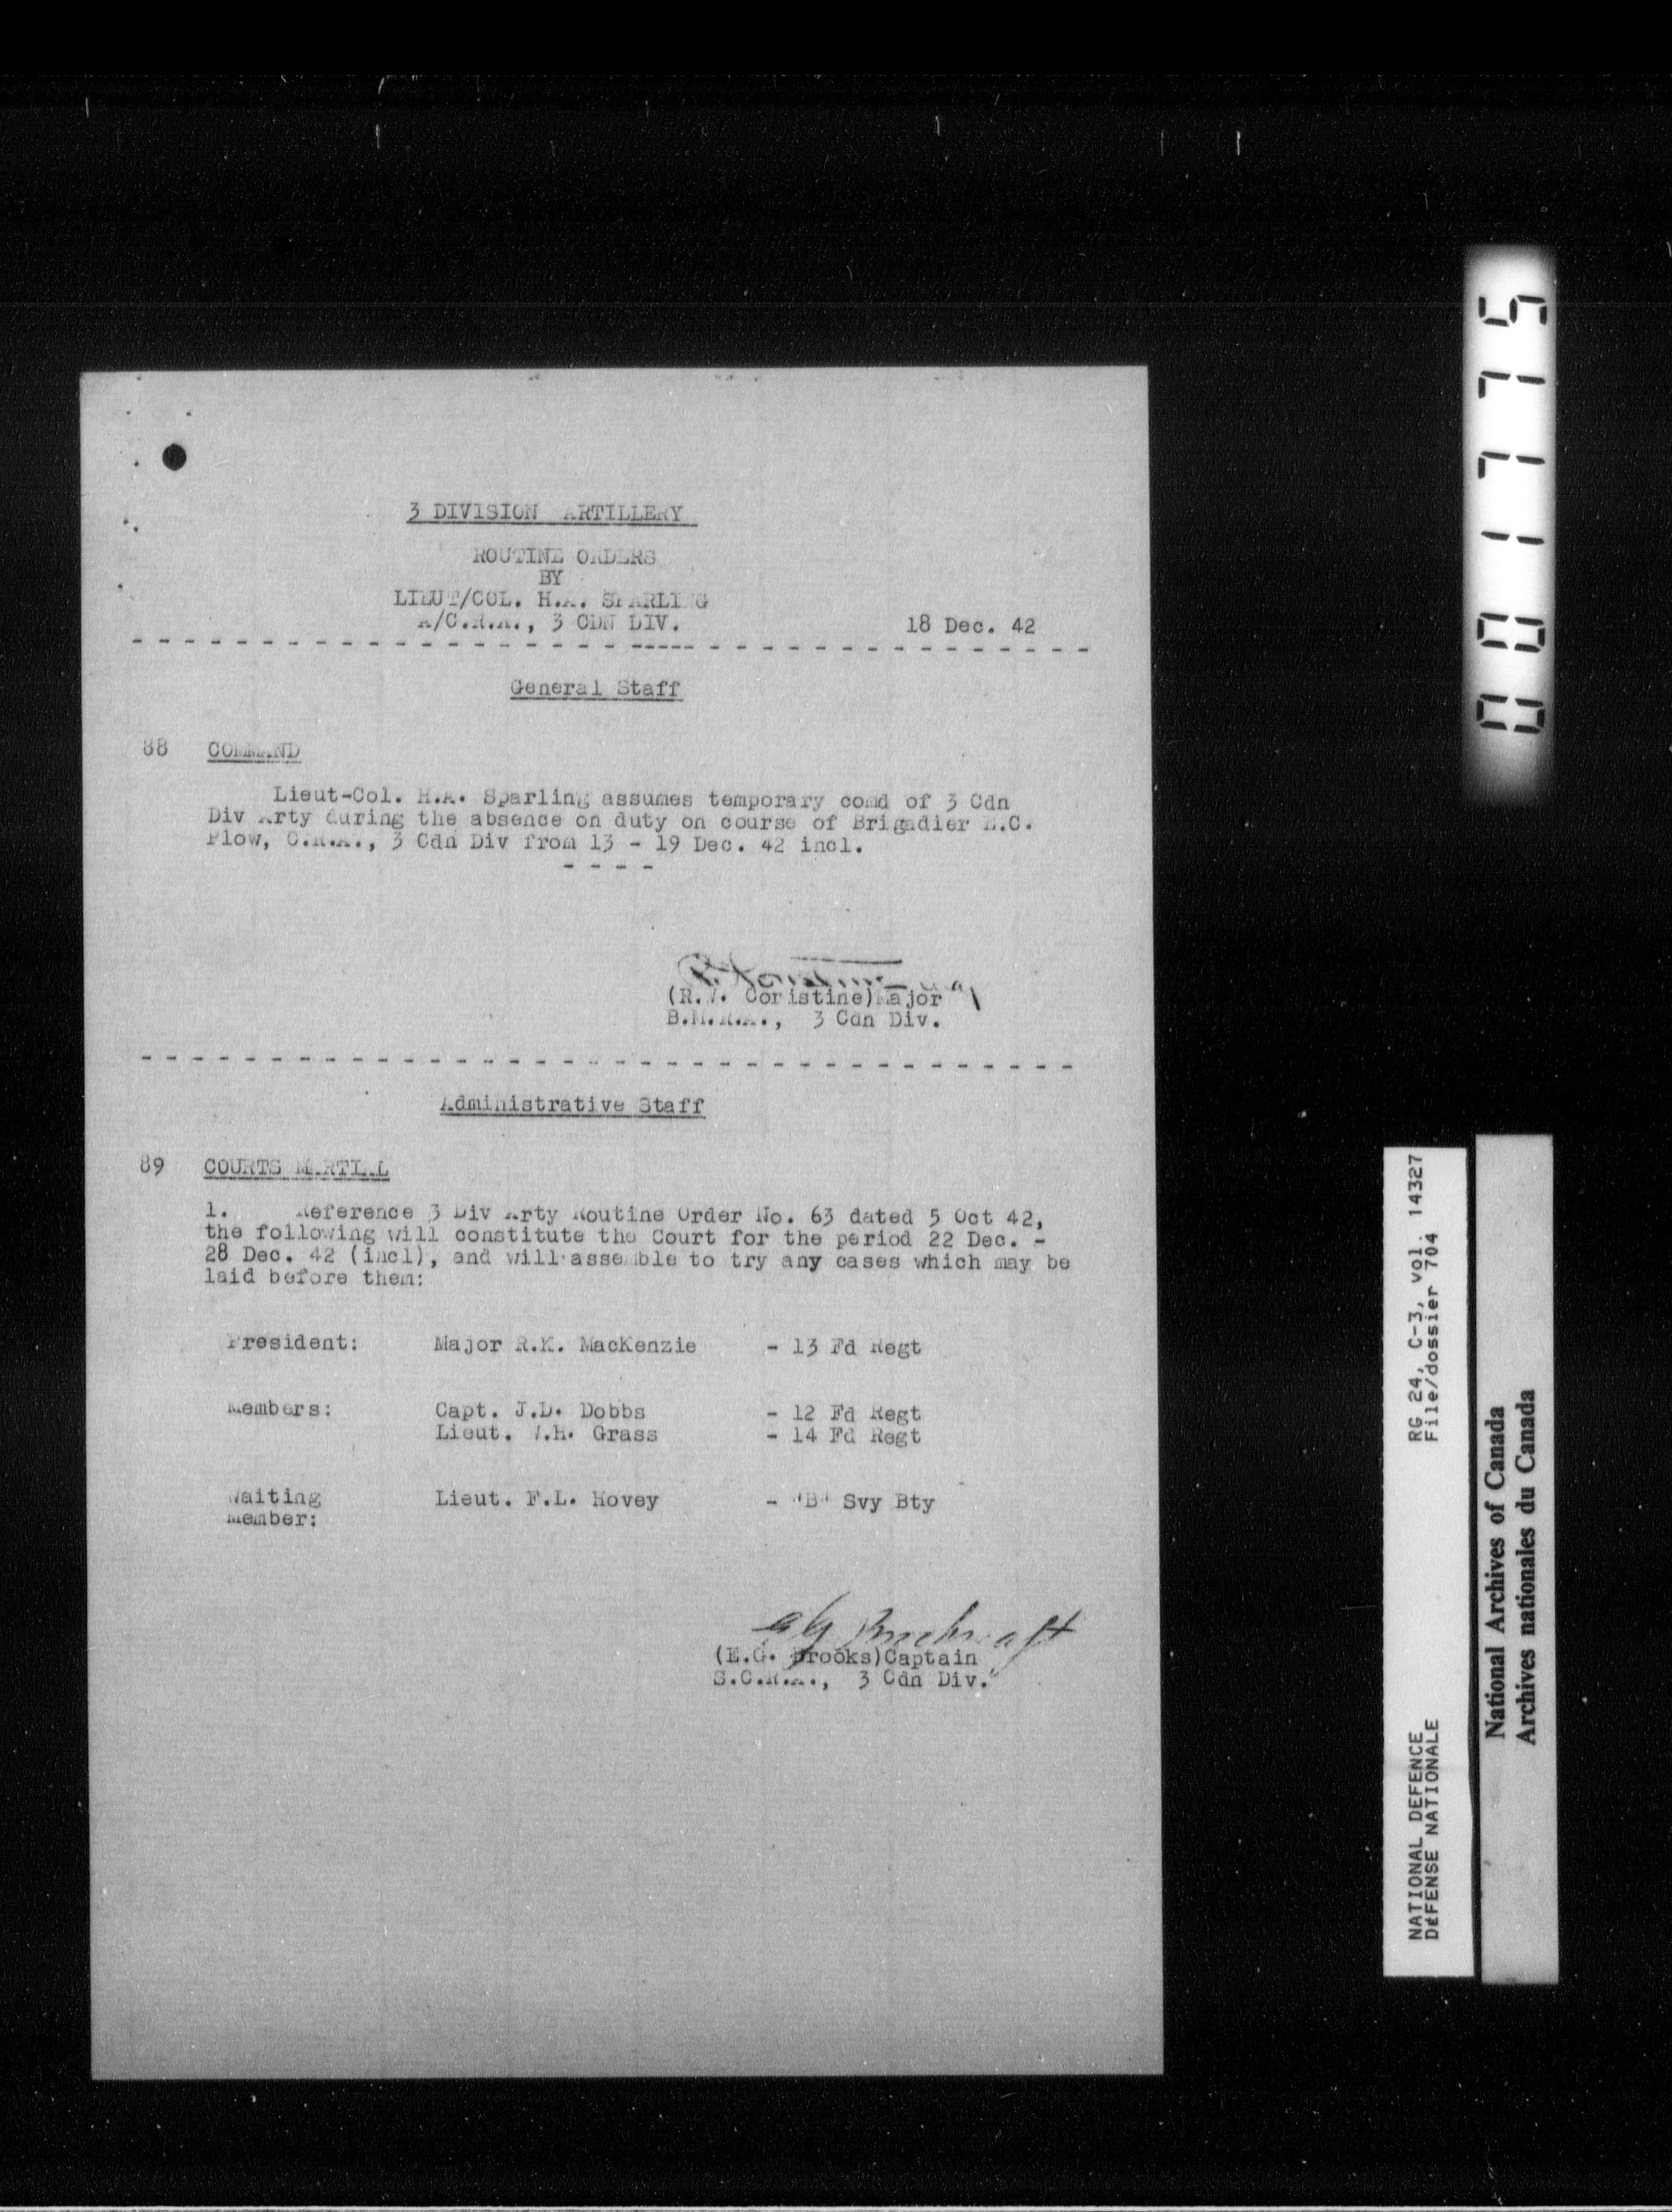 3 DIVISION ARTILLERY
ROUTINE ORDERS
BY
LIEUT/COL. H.A. SPARLING
A/C.R.A., 3 CDN DIV.
18 Dec. 42
General Staff
88 COMMAND
Lieut-Col. H.A. Sparling assumes temporary comd of 3 Cdn
Div Arty during the absence on duty on course of Brigadier E.C.
Plow, C.R.A., 3 Cdn Div from 13 - 19 Dec. 42 incl.
- - - -
(R.W. Coristine)Major
B.M.R.A., 3 Cdn Div.
Administrative Staff
89 COURTS MARTIAL
1. Reference 3 Div Arty Routine Order No. 63 dated 5 Oct 42,
the following will constitute the Court for the period 22 Dec. -
28 Dec. 42 (incl), and will assemble to try any cases which may be
laid before them:
President: Major R.K. MacKenzie - 13 Fd Regt
Members: Capt. J.D. Dobbs - 12 Fd Regt
Lieut. W.H. Grass - 14 Fd Regt
Waiting Lieut. F.L. Hovey - "B" Svy Bty
Member:
(E.G. Brooks)Captain
S.C.R.A., 3 Cdn Div.
001775
RG 24, C-3, vol. 14327
File/dossier 704
NATIONAL DEFENCE
DéFENSE NATIONALE
National Archives of Canada
Archives nationales du Canada